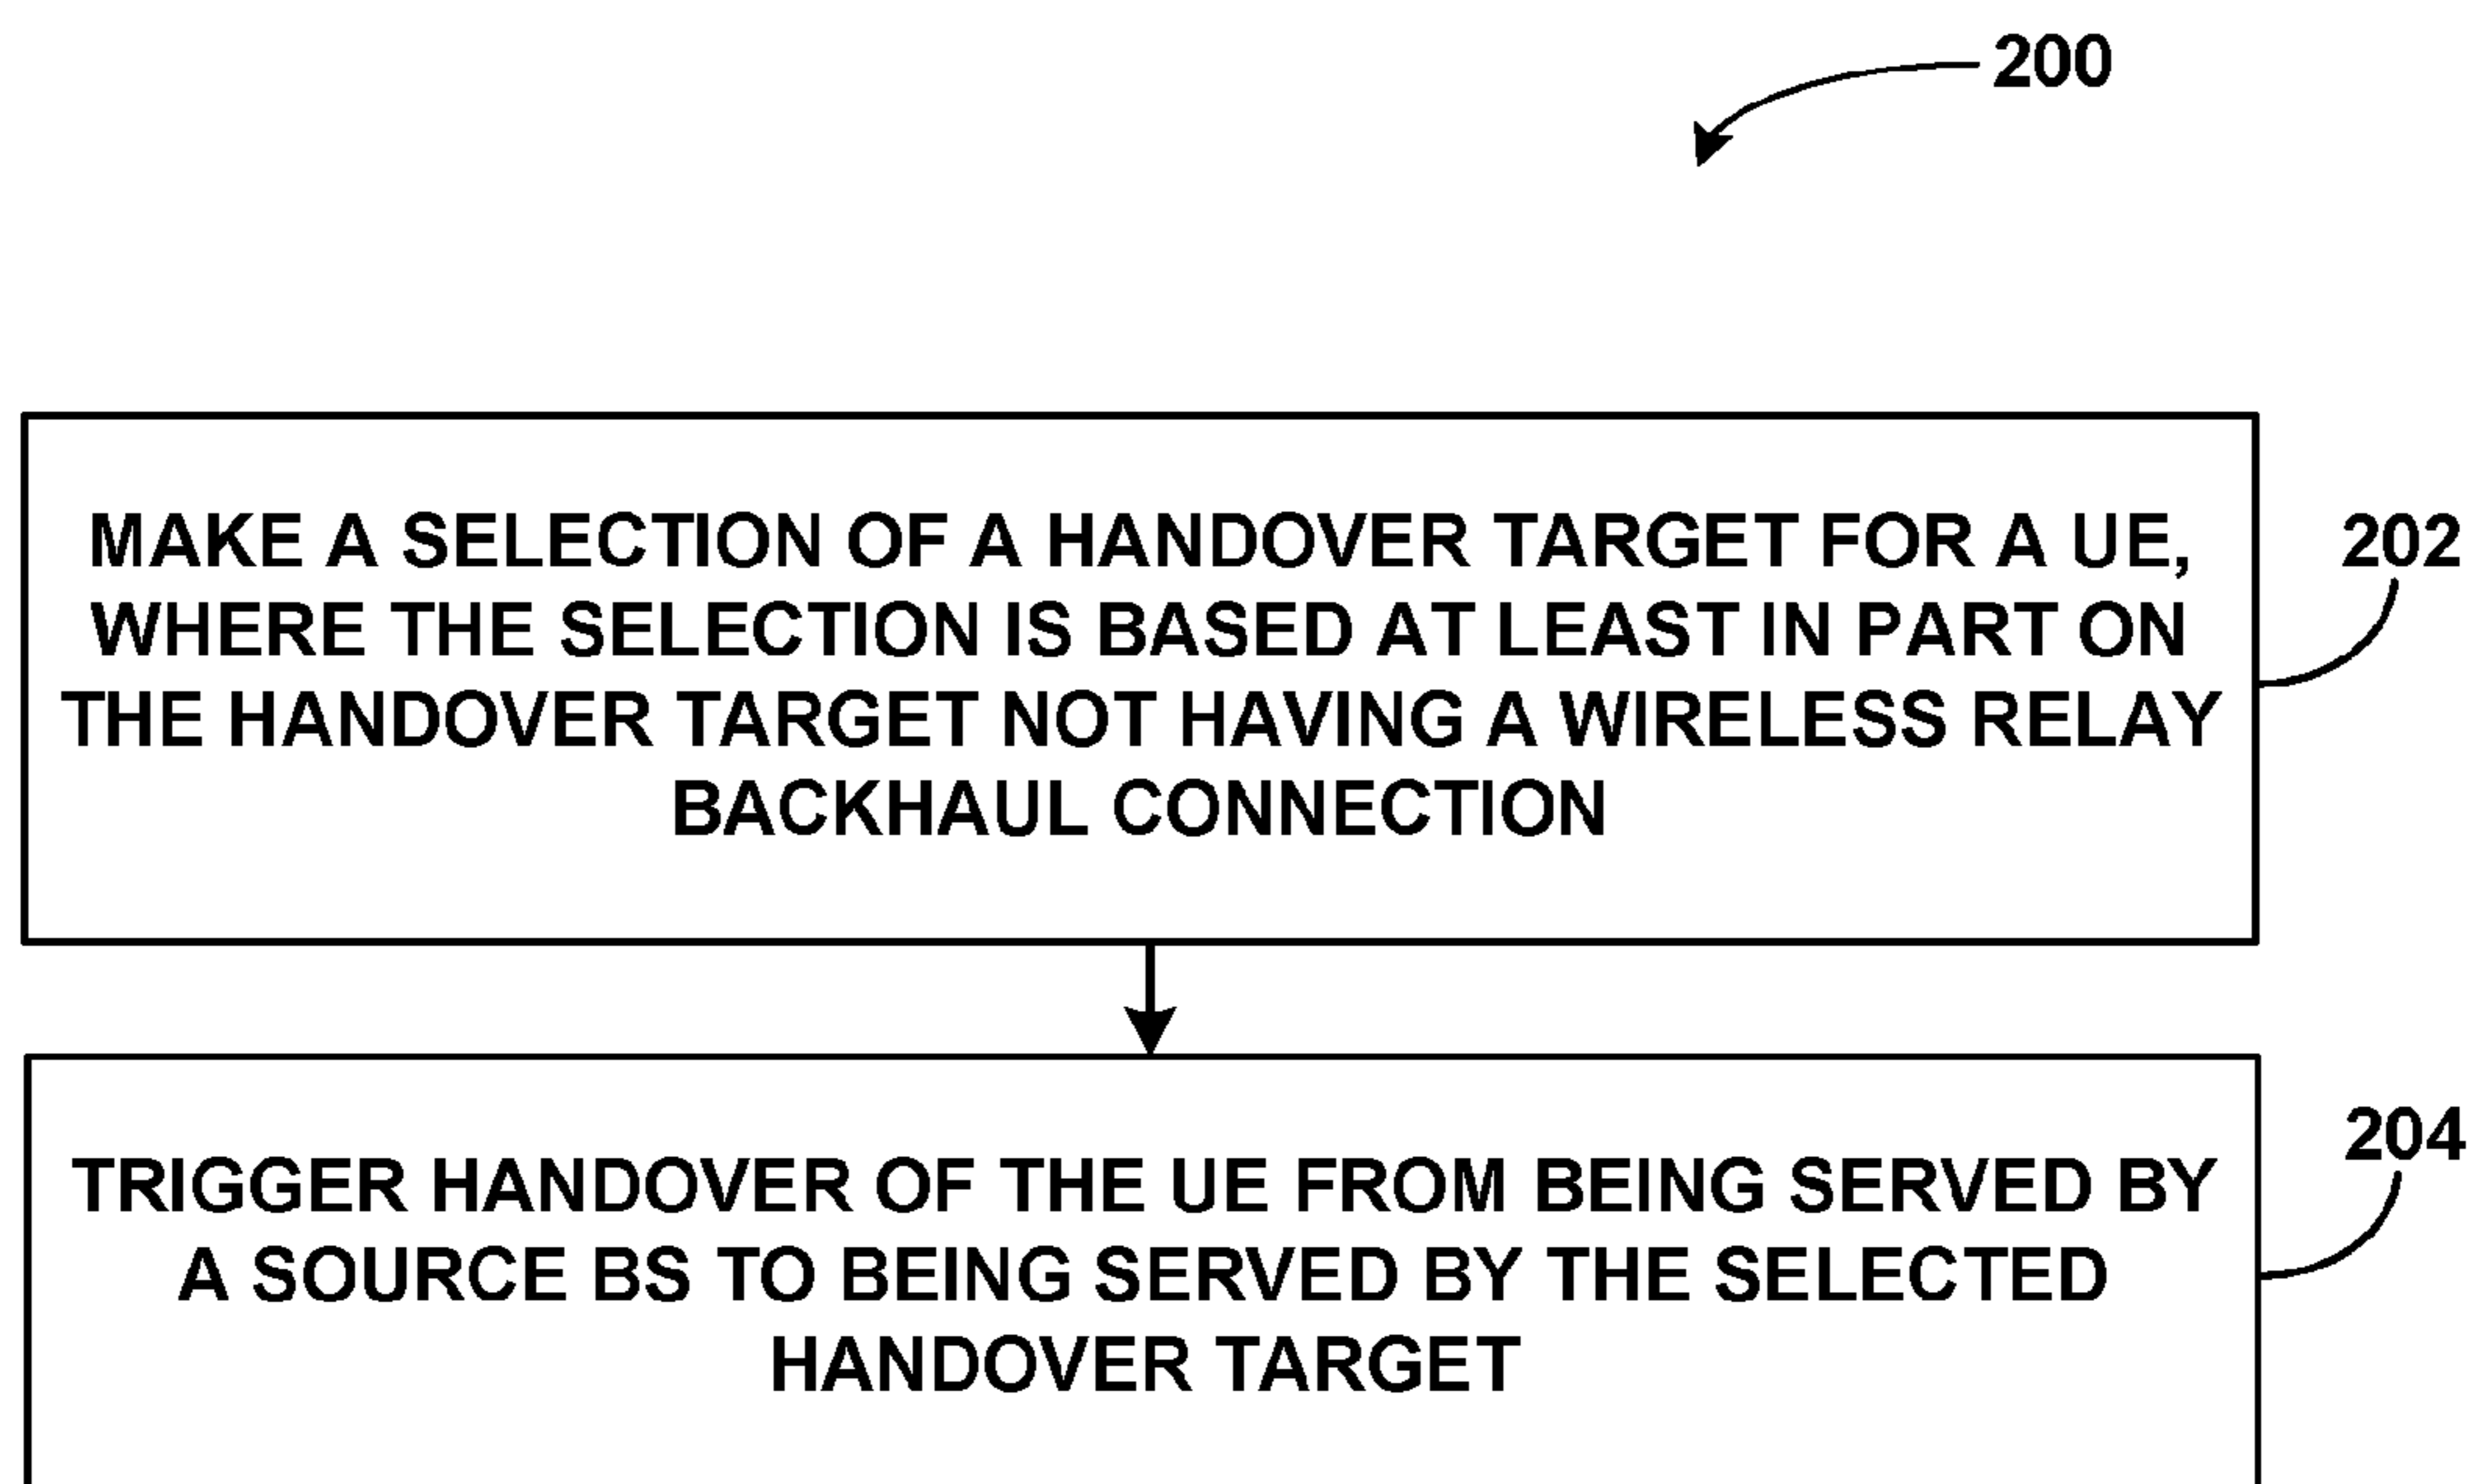 200
MAKE A SELECTION OF A HANDOVER TARGET FOR A UE,
WHERE THE SELECTION IS BASED AT LEAST IN PART ON
THE HANDOVER TARGET NOT HAVING A WIRELESS RELAY
BACKHAUL CONNECTION
202
TRIGGER HANDOVER OF THE UE FROM BEING SERVED BY
A SOURCE BS TO BEING SERVED BY THE SELECTED
HANDOVER TARGET
204